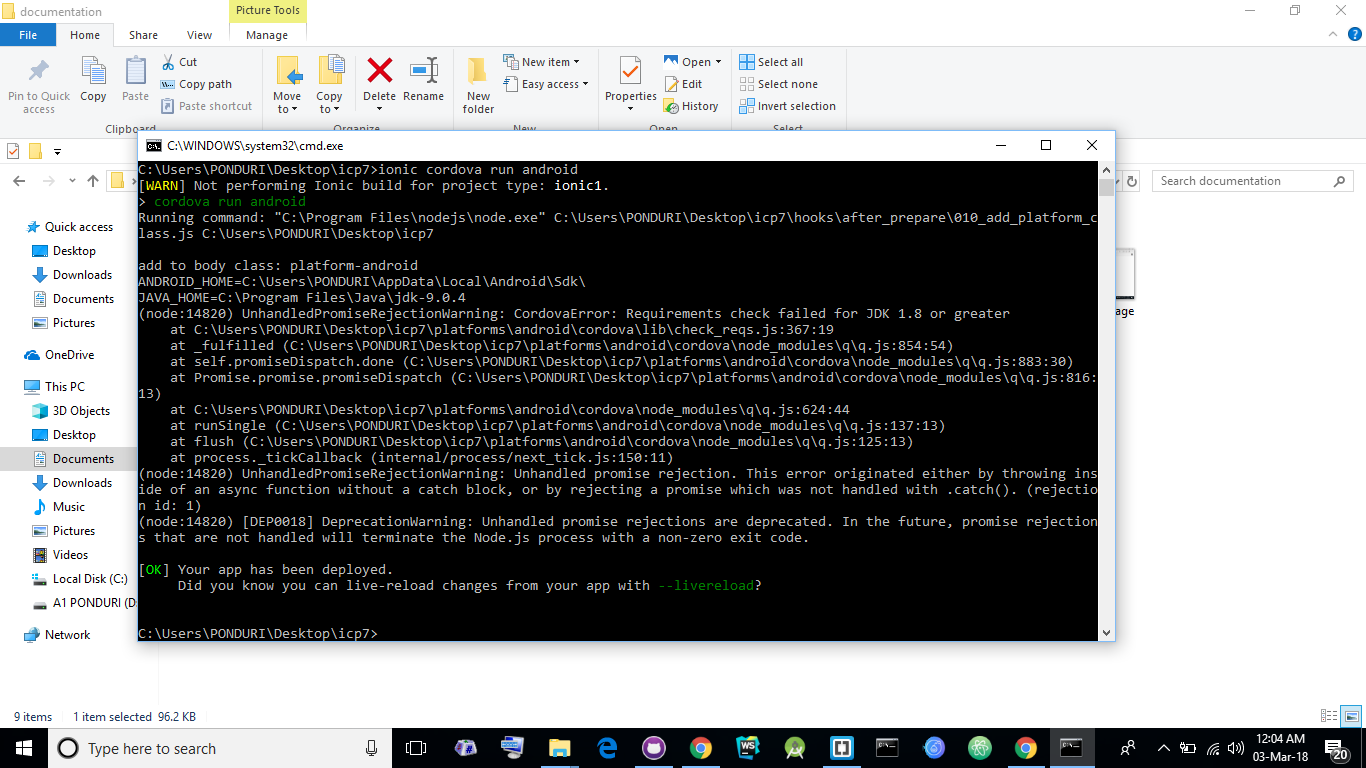 documentation
Picture Tools
File
Home
Share
View
Manage
Pin to Quick access
Copy
Paste
Cut
Copy path
Paste shortcut
Clipboard
Move to
Copy to
Delete
Rename
Organize
New folder
New item
Easy access
New
Properties
Open
Edit
History
Open
Select all
Select none
Invert selection
Select
C:\WINDOWS\system32\cmd.exe
Search documentation
C:\Users\PONDURI\Desktop\icp7>ionic cordova run android
[WARN] Not performing Ionic build for project type: ionic1.
> cordova run android
Running command: "C:\Program Files\nodejs\node.exe" C:\Users\PONDURI\Desktop\icp7\hooks\after_prepare\010_add_platform_c
lass.js C:\Users\PONDURI\Desktop\icp7
add to body class: platform-android
ANDROID_HOME=C:\Users\PONDURI\AppData\Local\Android\Sdk\
JAVA_HOME=C:\Program Files\Java\jdk-9.0.4
(node:14820) UnhandledPromiseRejectionWarning: CordovaError: Requirements check failed for JDK 1.8 or greater
at C:\Users\PONDURI\Desktop\icp7\platforms\android\cordova\lib\check_reqs.js:367:19
at _fulfilled (C:\Users\PONDURI\Desktop\icp7\platforms\android\cordova\node_modules\q\q.js:854:54)
at self.promiseDispatch.done (C:\Users\PONDURI\Desktop\icp7\platforms\android\cordova\node_modules\q\q.js:883:30)
at Promise.promise.promiseDispatch (C:\Users\PONDURI\Desktop\icp7\platforms\android\cordova\node_modules\q\q.js:816:
13)
at C:\Users\PONDURI\Desktop\icp7\platforms\android\cordova\node_modules\q\q.js:624:44
at runSingle (C:\Users\PONDURI\Desktop\icp7\platforms\android\cordova\node_modules\q\q.js:137:13)
at flush (C:\Users\PONDURI\Desktop\icp7\platforms\android\cordova\node_modules\q\q.js:125:13)
at process._tickCallback (internal/process/next_tick.js:150:11)
(node:14820) UnhandledPromiseRejectionWarning: Unhandled promise rejection. This error originated either by throwing ins
ide of an async function without a catch block, or by rejecting a promise which was not handled with .catch(). (rejectio
n id: 1)
(node:14820) [DEP0018] DeprecationWarning: Unhandled promise rejections are deprecated. In the future, promise rejection
s that are not handled will terminate the Node.js process with a non-zero exit code.
[OK] Your app has been deployed.
Did you know you can live-reload changes from your app with --livereload?
C:\Users\PONDURI\Desktop\icp7>
Quick access
Desktop
Downloads
Documents
Pictures
OneDrive
This PC
3D Objects
Desktop
Documents
Downloads
Music
Pictures
Videos
Local Disk (C:)
A1 PONDURI (D:
Network
age
9 items
1 item selected 96.2 KB
Type here to search
WS
12:04 AM
03-Mar-18
20